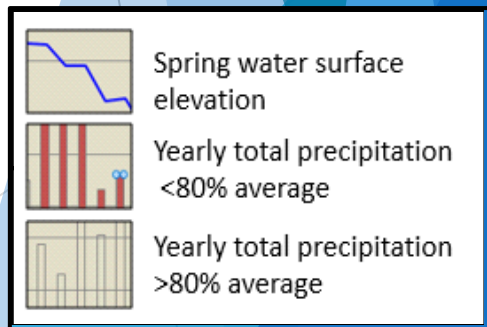 Spring water surface
elevation
Yearly total precipitation
<80% average
Yearly total precipitation
>80% average